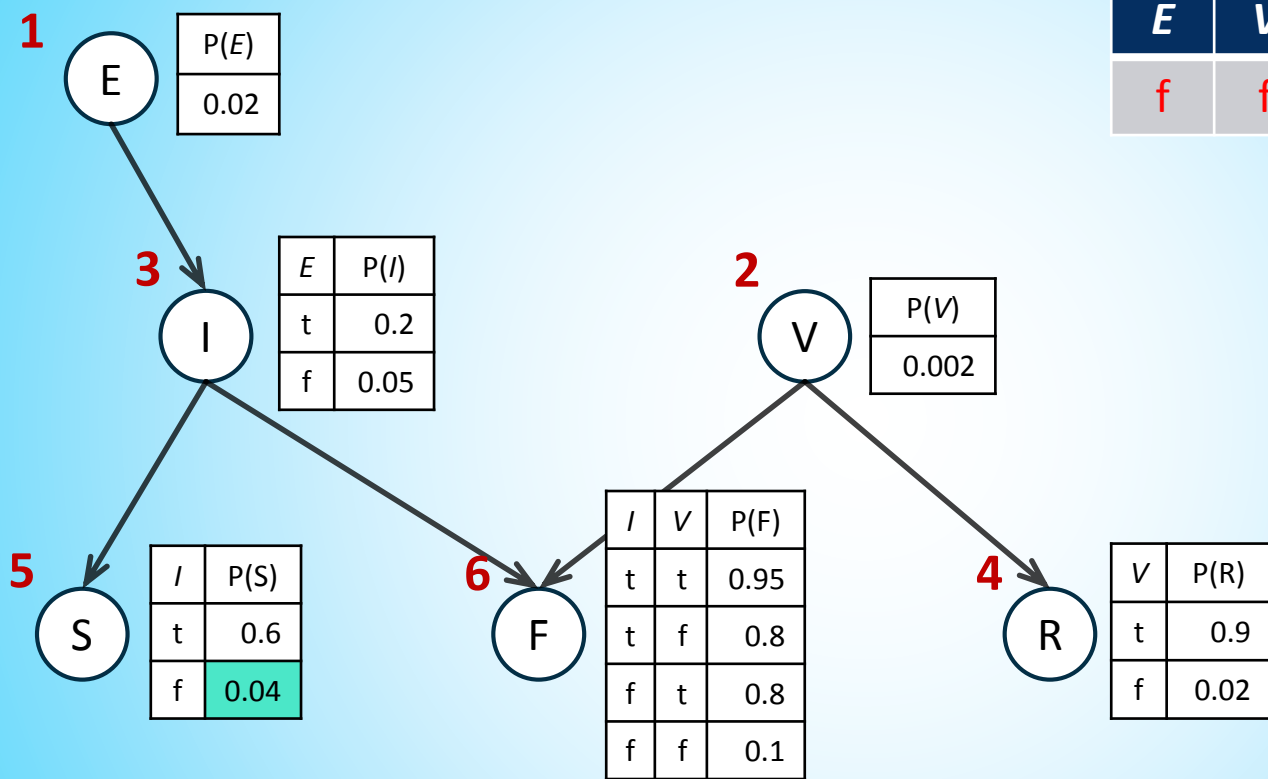 1
E
P(E)
0.02
E V
f f
3
I
E P(I)
t 0.2
f 0.05
2
V
P(V)
0.002
5
S
I P(S)
t 0.6
f 0.04
6
F
I V P(F)
t t 0.95
t f 0.8
f t 0.8
f f 0.1
4
R
V P(R)
t 0.9
f 0.02